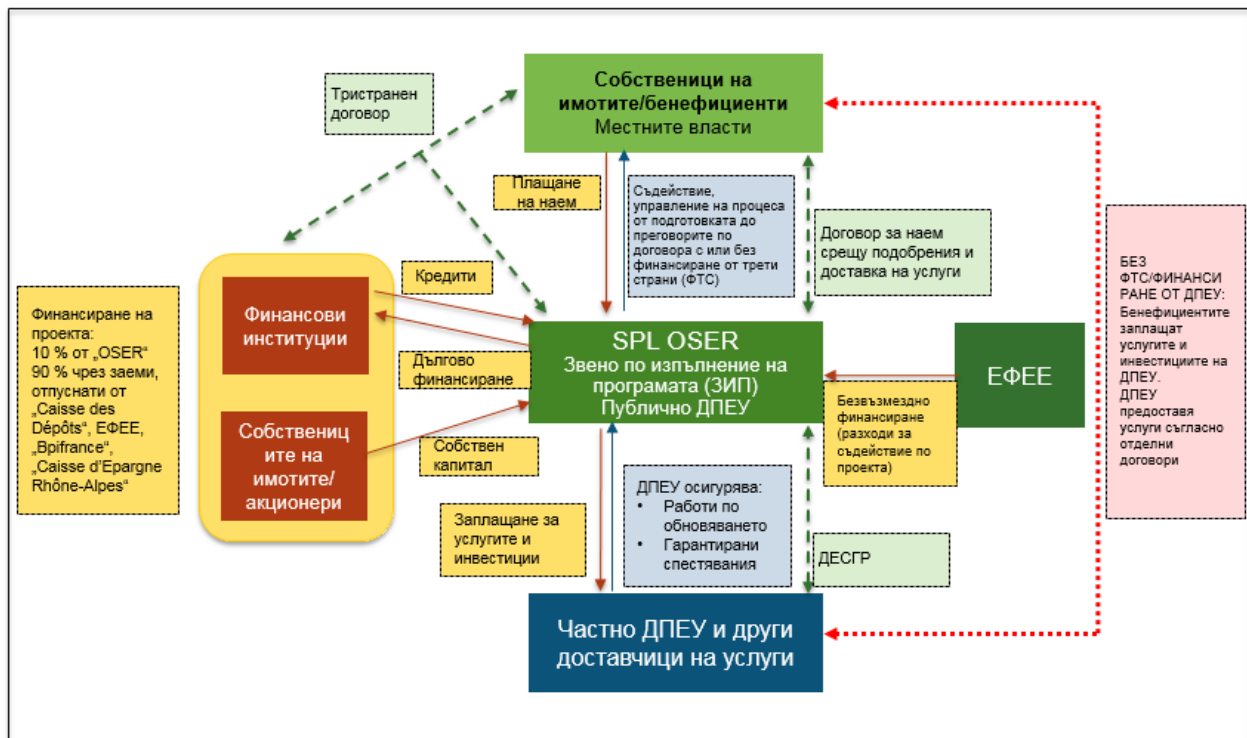 Тристранен
договор
Собственици на
имотите/бенефициенти
Местните власти
Плащане
на наем
Съдействие,
управление на процеса
от подготовката до
преговорите по
договора с или без
финансиране от трети
страни (ФТС)
Договор за наем
срещу подобрения и
доставка на услуги
БЕЗ
ФТС/ФИНАНСИ
РАНЕ ОТ ДПЕУ:
Бенефициентите
заплащат
услугите и
инвестициите на
ДПЕУ.
ДПЕУ
предоставя
услуги съгласно
отделни
договори
Финансиране на
проекта:
10 % от „OSER“
90 % чрез заеми,
отпуснати от
„Caisse des
Dépôts“, ЕФЕЕ,
„Bpifrance“,
„Caisse d’Epargne
Rhône-Alpes“
Финансови
институции
Собствениц
ите на
имотите/
акционери
Кредити
Дългово
финансиране
Собствен
капитал
SPL OSER
Звено по изпълнение на
програмата (ЗИП)
Публично ДПЕУ
ЕФЕЕ
Безвъзмездно
финансиране
(разходи за
съдействие по
проекта)
Заплащане за
услугите и
инвестиции
ДПЕУ осигурява:
• Работи по
обновяването
• Гарантирани
спестявания
ДЕСГР
Частно ДПЕУ и други
доставчици на услуги